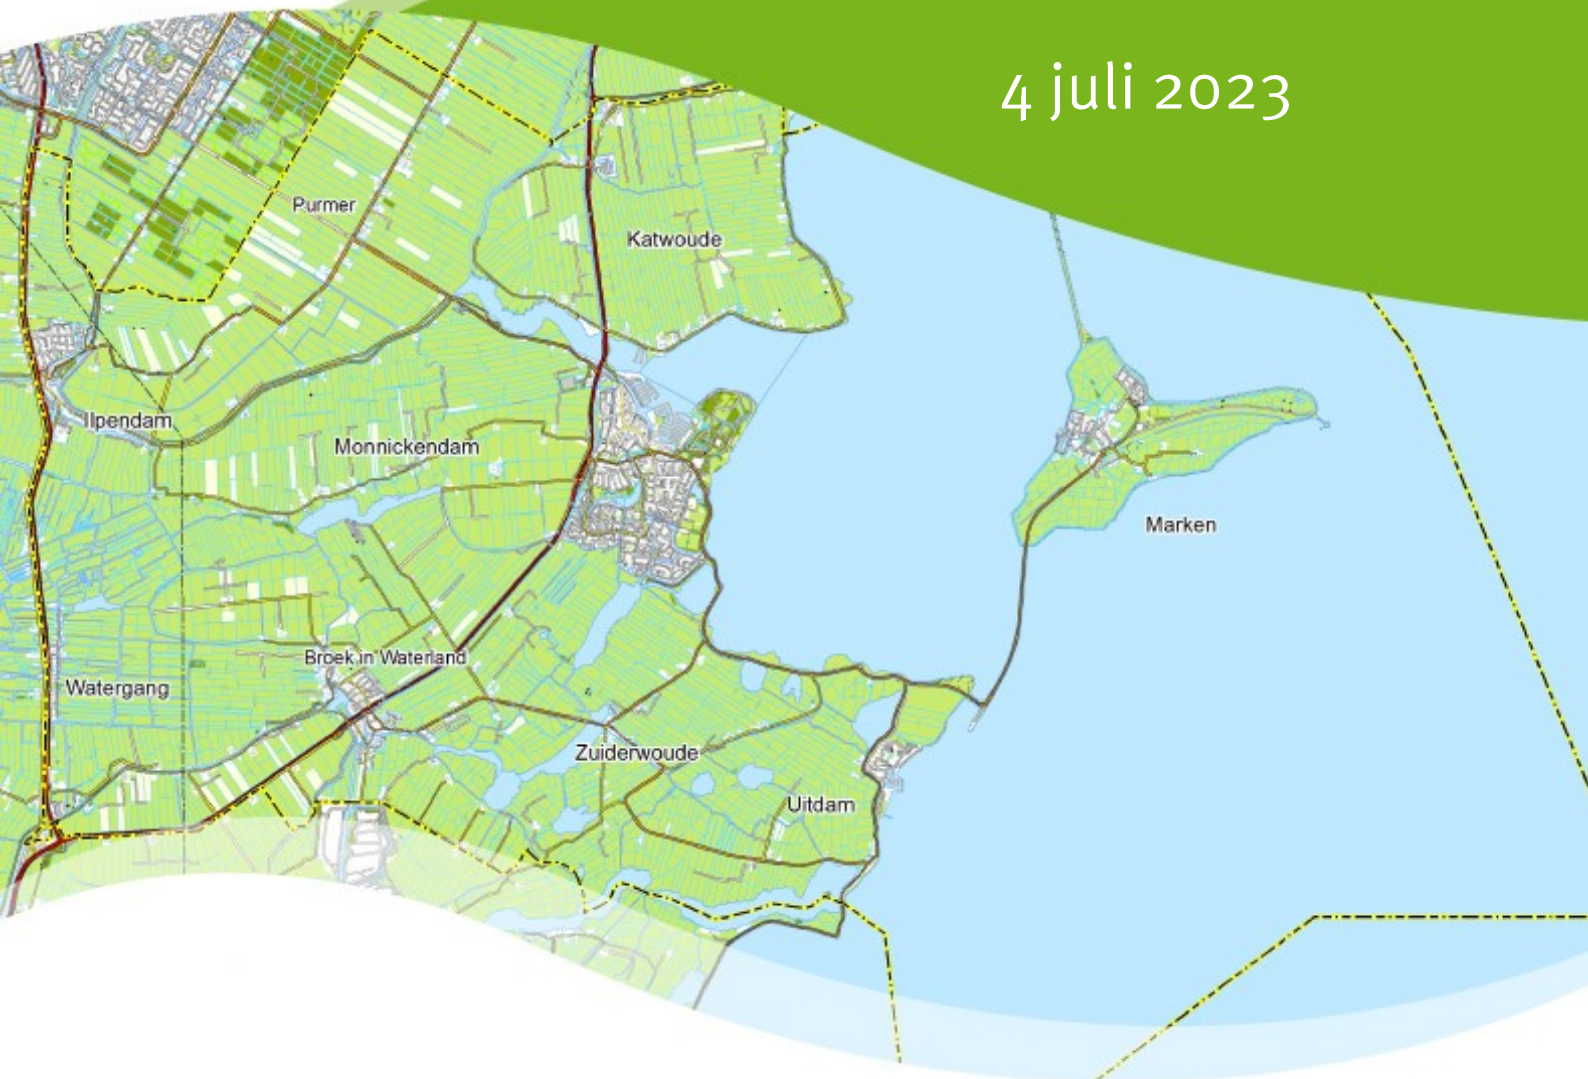 4 juli 2023
Purmer
Katwoude
Ilpendam
Monnickendam
Marken
Broek in Waterland
Watergang
Zuiderwoude
Uitdam